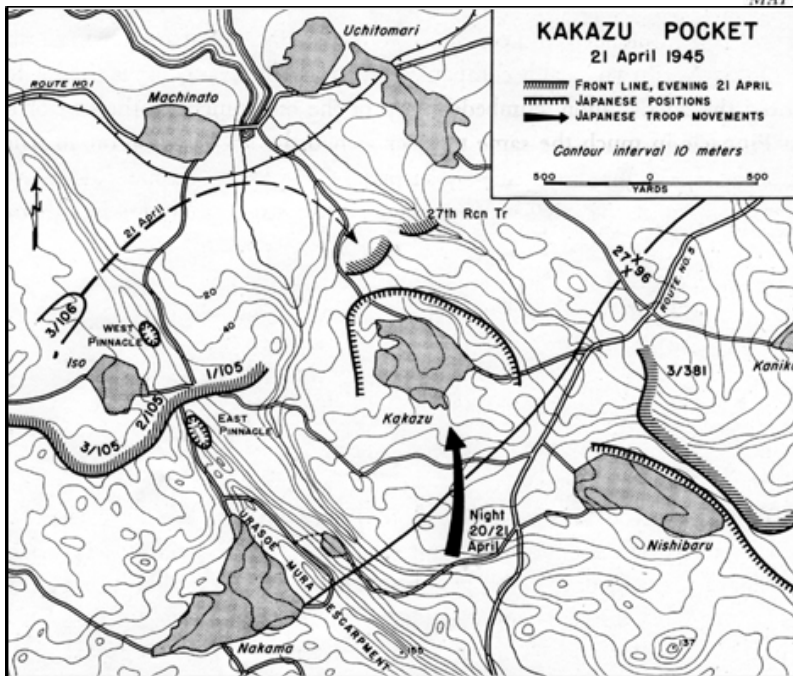 KAKAZU POCKET
21 April 1945
FRONT LINE, EVENING 21 APRIL
JAPANESE POSITIONS
JAPANESE TROOP MOVEMENTS
Contour interval 10 meters
500 0 500
YARDS
Uchitomari
ROUTE NO. 1
Machinato
21 April
27th Rcn Tr
27 X 96
X
ROUTE NO. 5
20
40
3/106
WEST
PINNACLE
Iso
1/105
2/105
3/105
EAST
PINNACLE
Kakazu
3/381
Night
20/21
April
Nishibaru
URASOE MURA ESCARPMENT
Nakama
155
137